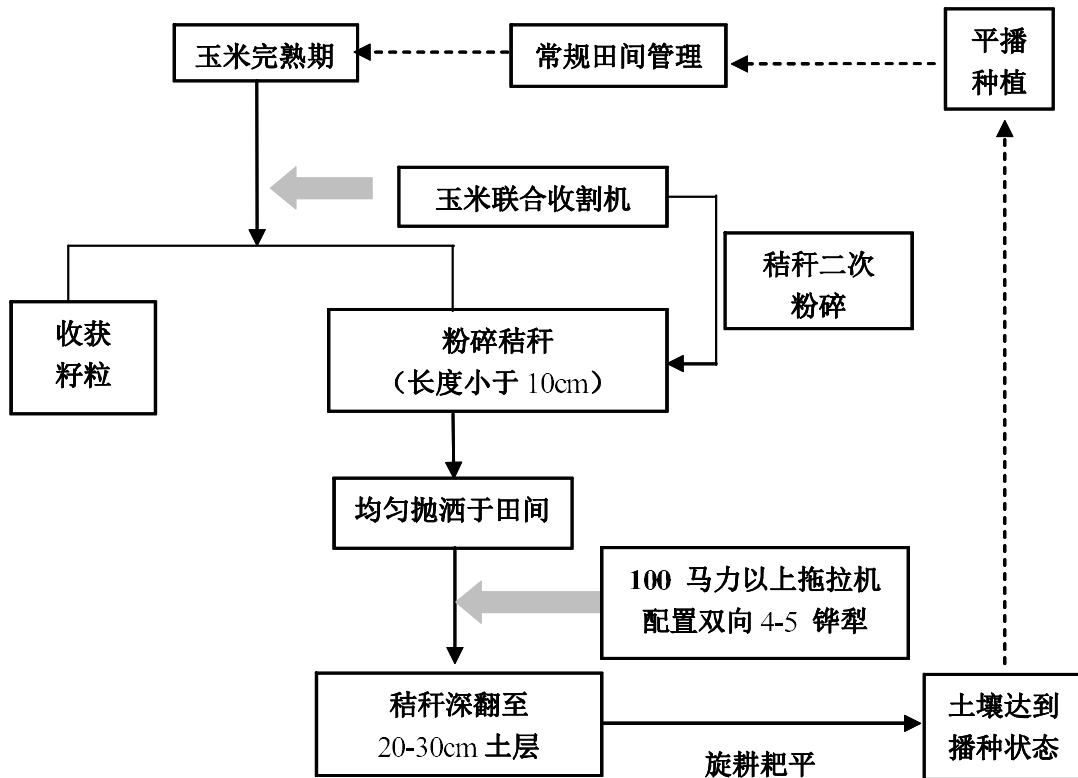 玉米完熟期
常规田间管理
平播
种植
玉米联合收割机
秸秆二次
粉碎
收获
籽粒
粉碎秸秆
（长度小于 10cm）
均匀抛洒于田间
100 马力以上拖拉机
配置双向 4-5 铧犁
秸秆深翻至
20-30cm 土层
旋耕耙平
土壤达到
播种状态